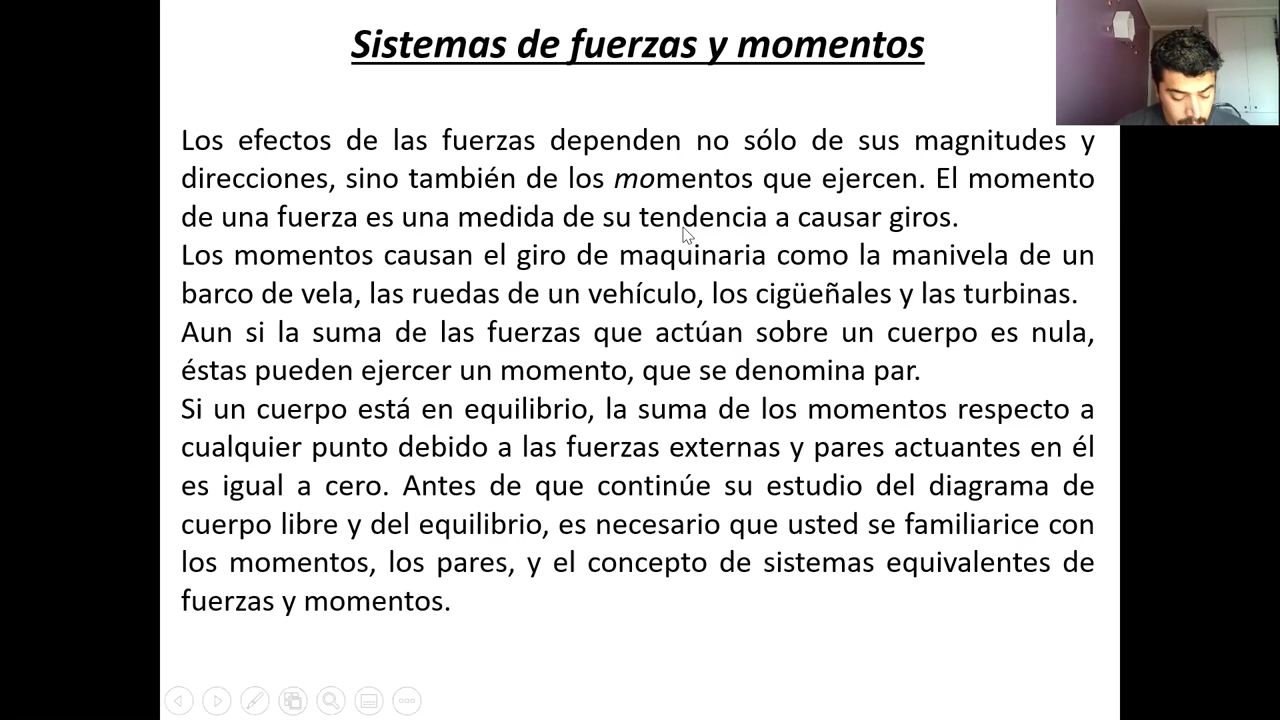 Sistemas de fuerzas y momentos
Los efectos de las fuerzas dependen no sólo de sus magnitudes y
direcciones, sino también de los momentos que ejercen. El momento
de una fuerza es una medida de su tendencia a causar giros.
Los momentos causan el giro de maquinaria como la manivela de un
barco de vela, las ruedas de un vehículo, los cigüeñales y las turbinas.
Aun si la suma de las fuerzas que actúan sobre un cuerpo es nula,
éstas pueden ejercer un momento, que se denomina par.
Si un cuerpo está en equilibrio, la suma de los momentos respecto a
cualquier punto debido a las fuerzas externas y pares actuantes en él
es igual a cero. Antes de que continúe su estudio del diagrama de
cuerpo libre y del equilibrio, es necesario que usted se familiarice con
los momentos, los pares, y el concepto de sistemas equivalentes de
fuerzas y momentos.